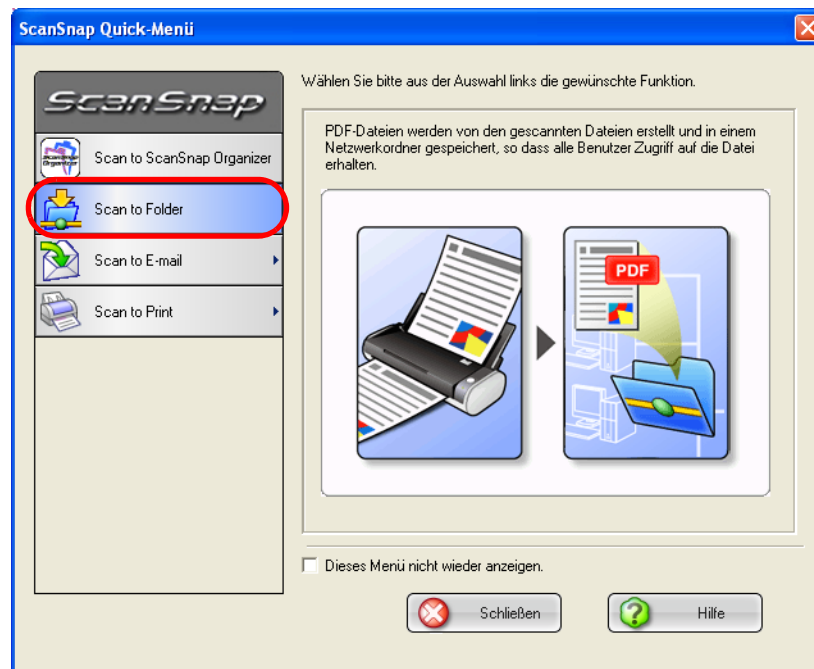 ScanSnap Quick-Menü
ScanSnap
Scan to ScanSnap Organizer
Scan to Folder
Scan to E-mail
Scan to Print
Wählen Sie bitte aus der Auswahl links die gewünschte Funktion.
PDF-Dateien werden von den gescannten Dateien erstellt und in einem
Netzwerkordner gespeichert, so dass alle Benutzer Zugriff auf die Datei
erhalten.
PDF
Dieses Menü nicht wieder anzeigen.
Schließen
Hilfe